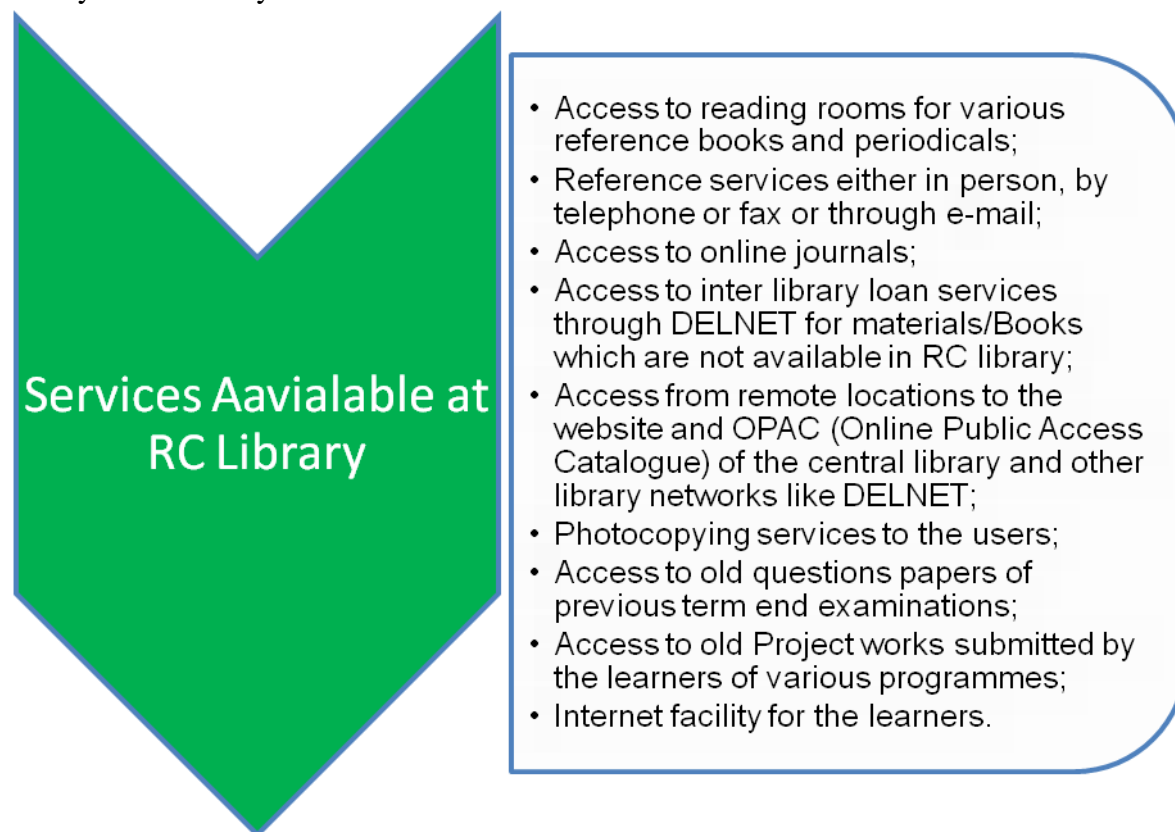 Services Aavialable at
RC Library
• Access to reading rooms for various
reference books and periodicals;
• Reference services either in person, by
telephone or fax or through e-mail;
• Access to online journals;
• Access to inter library loan services
through DELNET for materials/Books
which are not available in RC library;
• Access from remote locations to the
website and OPAC (Online Public Access
Catalogue) of the central library and other
library networks like DELNET;
• Photocopying services to the users;
• Access to old questions papers of
previous term end examinations;
• Access to old Project works submitted by
the learners of various programmes;
• Internet facility for the learners.